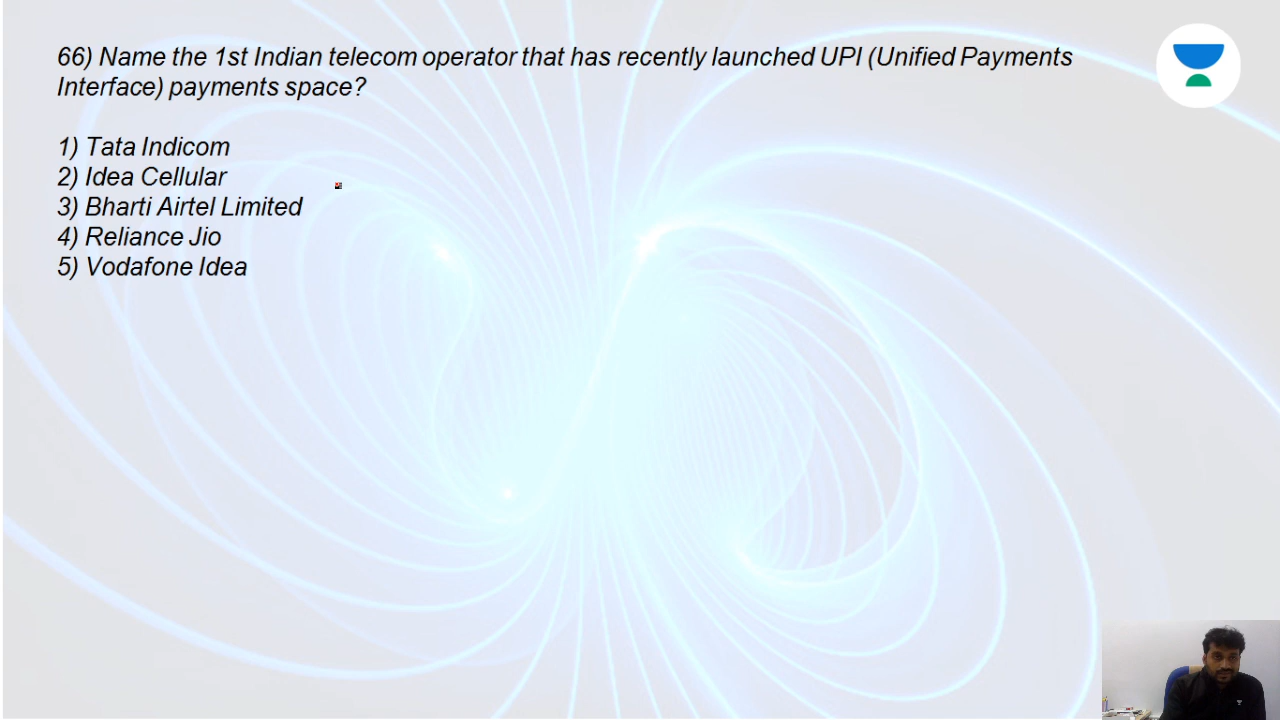 66) Name the 1st Indian telecom operator that has recently launched UPI (Unified Payments
Interface) payments space?
1) Tata Indicom
2) Idea Cellular
3) Bharti Airtel Limited
4) Reliance Jio
5) Vodafone Idea